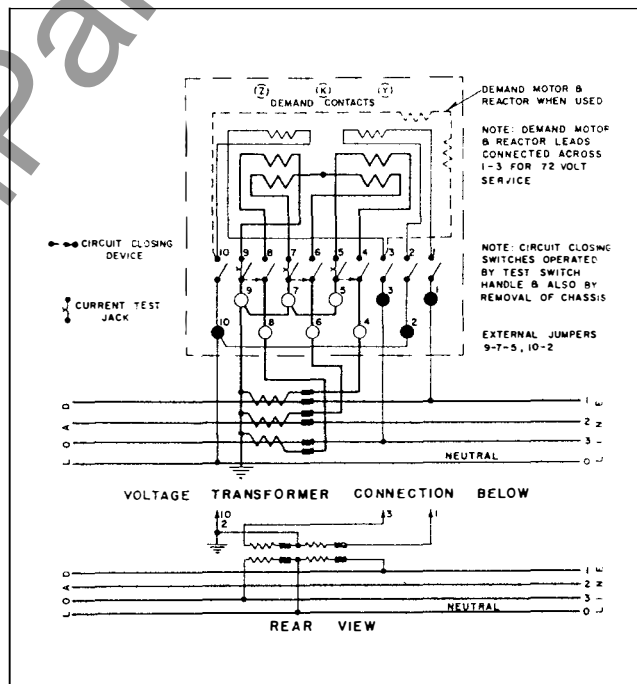 Par
(Z) (K) (Y)
DEMAND CONTACTS
DEMAND MOTOR &
REACTOR WHEN USED
NOTE: DEMAND MOTOR
& REACTOR LEADS
CONNECTED ACROSS
1-3 FOR 72 VOLT
SERVICE
CIRCUIT CLOSING
DEVICE
CURRENT TEST
JACK
10 9 8 7 6 5 4 3 2 1
NOTE: CIRCUIT CLOSING
SWITCHES OPERATED
BY TEST SWITCH
HANDLE & ALSO BY
REMOVAL OF CHASSIS
9 7 5 3 1
10 8 6 4 2
EXTERNAL JUMPERS
9-7-5, 10-2
LOAD
1
2
3
NEUTRAL 0
LINE
VOLTAGE TRANSFORMER CONNECTION BELOW
10
2
3 1
LOAD
1
2
3
NEUTRAL 0
LINE
REAR VIEW